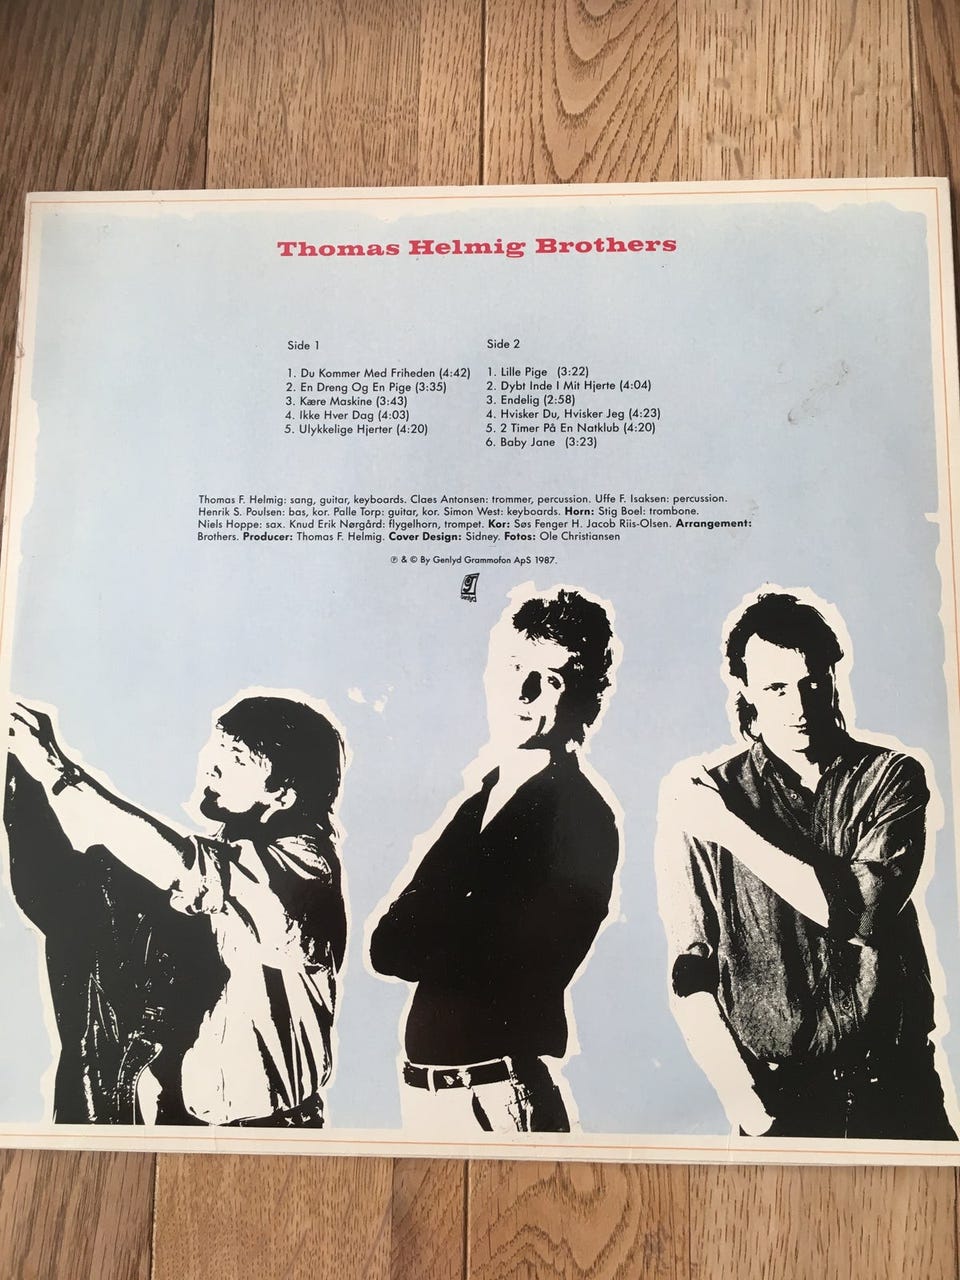 Thomas Helmig Brothers
Side 1
1. Du Kommer Med Friheden (4:42)
2. En Dreng Og En Pige (3:35)
3. Kære Maskine (3:43)
4. Ikke Hver Dag (4:03)
5. Ulykkelige Hjerter (4:20)
Side 2
1. Lille Pige (3:22)
2. Dybt Inde I Mit Hjerte (4:04)
3. Endelig (2:58)
4. Hvisker Du, Hvisker Jeg (4:23)
5. 2 Timer På En Natklub (4:20)
6. Baby Jane (3:23)
Thomas F. Helmig: sang, guitar, keyboards. Claes Antonsen: trommer, percussion. Uffe F. Isaksen: percussion.
Henrik S. Poulsen: bas, kor. Palle Torp: guitar, kor. Simon West: keyboards. Horn: Stig Boel: trombone.
Niels Hoppe: sax. Knud Erik Nørgård: flygelhorn, trompet. Kor: Søs Fenger H. Jacob Riis-Olsen. Arrangement:
Brothers. Producer: Thomas F. Helmig. Cover Design: Sidney. Fotos: Ole Christiansen
℗ & © By Genlyd Grammofon ApS 1987.
Genlyd